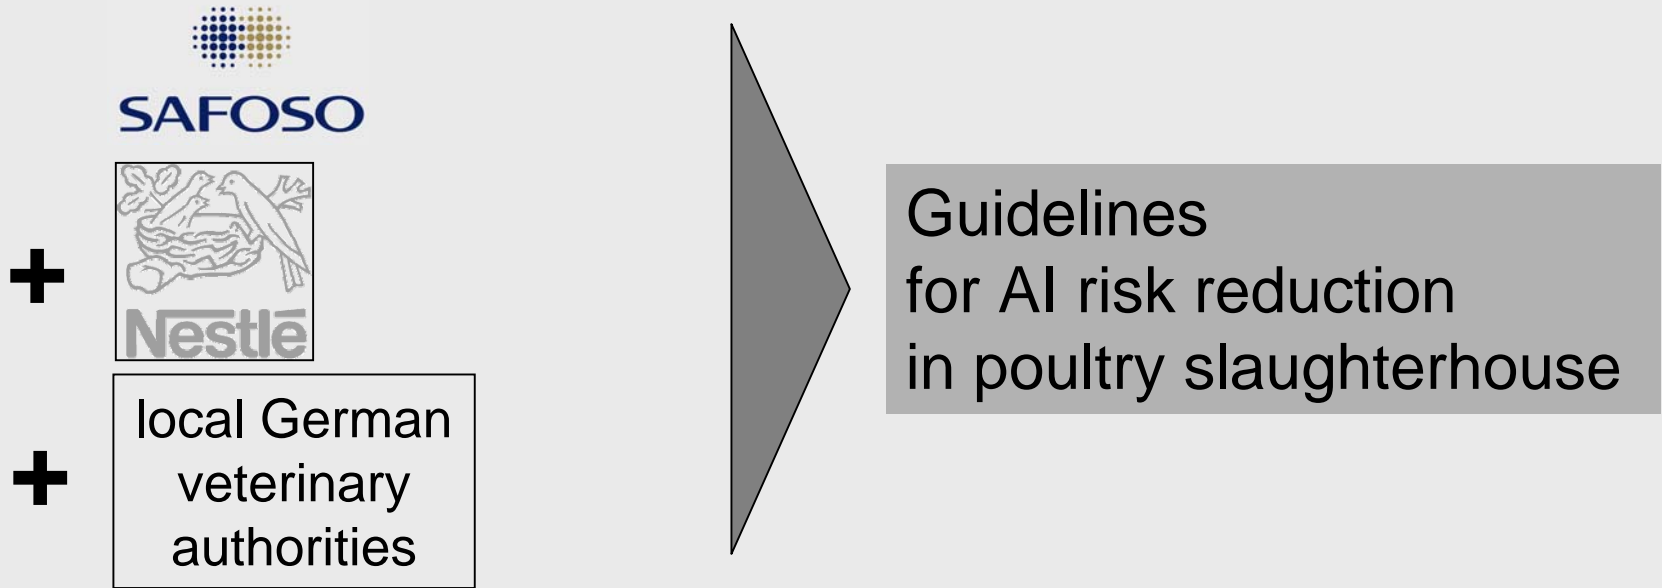 SAFOSO
+
Nestlé
+
local German
veterinary
authorities
Guidelines
for AI risk reduction
in poultry slaughterhouse